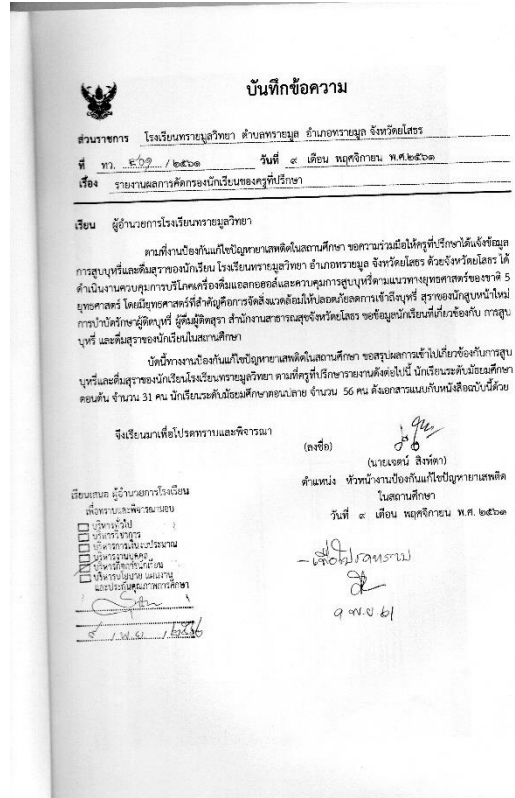 บันทึกข้อความ
ส่วนราชการ โรงเรียนทรายมูลวิทยา ตำบลทรายมูล อำเภอทรายมูล จังหวัดยโสธร
ที่ ทว. /๒๕๖๑ วันที่ ๙ เดือน พฤศจิกายน พ.ศ.๒๕๖๑
เรื่อง รายงานผลการคัดกรองนักเรียนของครูที่ปรึกษา
เรียน ผู้อำนวยการโรงเรียนทรายมูลวิทยา
ตามที่งานป้องกันแก้ไขปัญหายาเสพติดในสถานศึกษา ขอความร่วมมือให้ครูที่ปรึกษาได้แจ้งข้อมูล
การสูบบุหรี่และดื่มสุราของนักเรียน โรงเรียนทรายมูลวิทยา อำเภอทรายมูล จังหวัดยโสธร ด้วยจังหวัดยโสธร ได้
ดำเนินงานควบคุมการบริโภคเครื่องดื่มแอลกอฮอล์และควบคุมการสูบบุหรี่ตามแนวทางยุทธศาสตร์ของชาติ 5
ยุทธศาสตร์ โดยมียุทธศาสตร์ที่สำคัญคือการจัดสิ่งแวดล้อมให้ปลอดภัยลดการเข้าถึงบุหรี่ สุราของนักสูบหน้าใหม่
การบำบัดรักษาผู้ติดบุหรี่ ผู้ดื่มผู้ติดสุรา สำนักงานสาธารณสุขจังหวัดยโสธร ขอข้อมูลนักเรียนที่เกี่ยวข้องกับ การสูบ
บุหรี่ และดื่มสุราของนักเรียนในสถานศึกษา
บัดนี้ทางงานป้องกันแก้ไขปัญหายาเสพติดในสถานศึกษา ขอสรุปผลการเข้าไปเกี่ยวข้องกับการสูบ
บุหรี่และดื่มสุราของนักเรียนโรงเรียนทรายมูลวิทยา ตามที่ครูที่ปรึกษารายงานดังต่อไปนี้ นักเรียนระดับมัธยมศึกษา
ตอนต้น จำนวน 31 คน นักเรียนระดับมัธยมศึกษาตอนปลาย จำนวน 56 คน ดังเอกสารแนบกับหนังสือฉบับนี้ด้วย
จึงเรียนมาเพื่อโปรดทราบและพิจารณา
(ลงชื่อ)
(นายเจตน์ สิงห์ตา)
ตำแหน่ง หัวหน้างานป้องกันแก้ไขปัญหายาเสพติด
ในสถานศึกษา
วันที่ ๙ เดือน พฤศจิกายน พ.ศ. ๒๕๖๑
เรียนเสนอ ผู้อำนวยการโรงเรียน
เพื่อทราบและพิจารณามอบ
บริหารทั่วไป
บริหารวิชาการ
บริหารการเงินงบประมาณ
บริหารงานบุคคล
บริหารกิจการนักเรียน
บริหารนโยบาย แผนงาน
และประกันคุณภาพการศึกษา
๙ / พ.ย. /
- เพื่อโปรดทราบ
๙ พ.ย. ๖๑